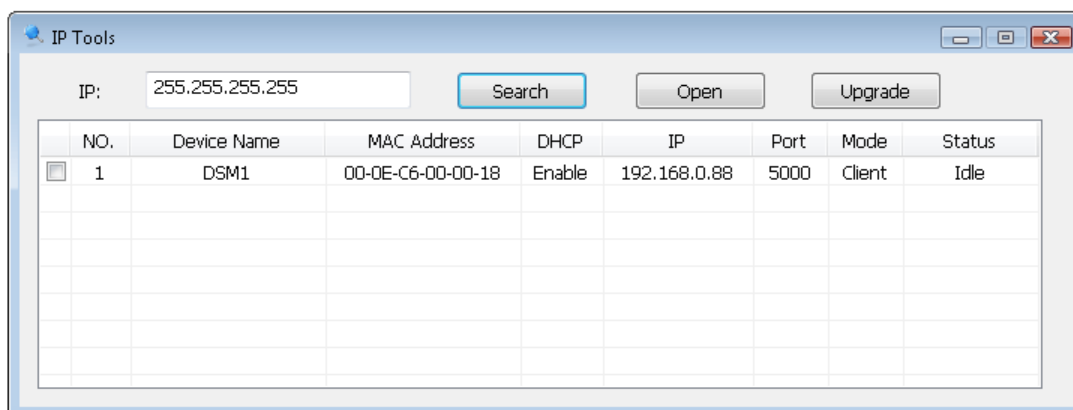 IP Tools
IP: 255.255.255.255 Search Open Upgrade
NO. Device Name MAC Address DHCP IP Port Mode Status
1 DSM1 00-0E-C6-00-00-18 Enable 192.168.0.88 5000 Client Idle